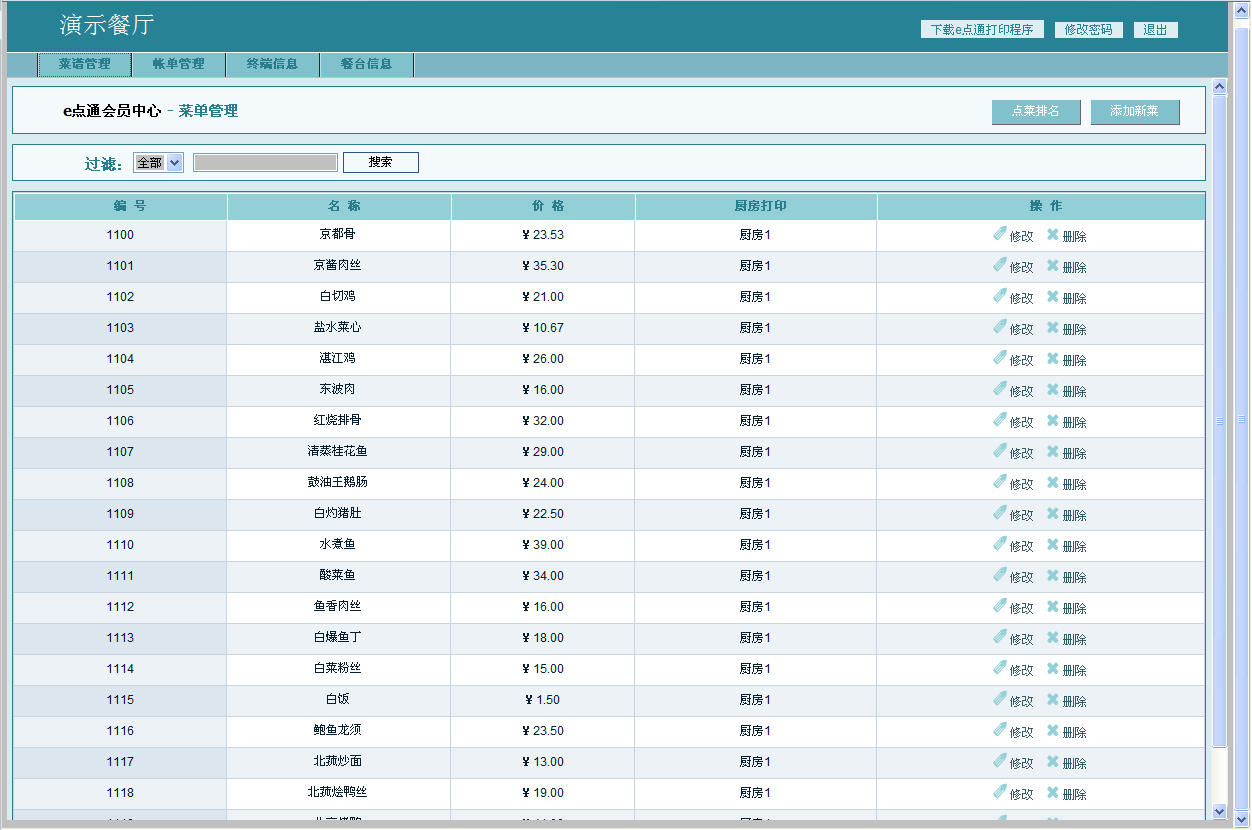 演示餐厅
下载e点通打印程序 修改密码 退出
菜谱管理 帐单管理 终端信息 餐台信息
e点通会员中心 - 菜单管理 点菜排名 添加新菜
过滤: 全部 搜索
编 号 名 称 价 格 厨房打印 操 作
1100 京都骨 ¥ 23.53 厨房1 修改 删除
1101 京酱肉丝 ¥ 35.30 厨房1 修改 删除
1102 白切鸡 ¥ 21.00 厨房1 修改 删除
1103 盐水菜心 ¥ 10.67 厨房1 修改 删除
1104 湛江鸡 ¥ 26.00 厨房1 修改 删除
1105 东波肉 ¥ 16.00 厨房1 修改 删除
1106 红烧排骨 ¥ 32.00 厨房1 修改 删除
1107 清蒸桂花鱼 ¥ 29.00 厨房1 修改 删除
1108 鼓油王鹅肠 ¥ 24.00 厨房1 修改 删除
1109 白灼猪肚 ¥ 22.50 厨房1 修改 删除
1110 水煮鱼 ¥ 39.00 厨房1 修改 删除
1111 酸菜鱼 ¥ 34.00 厨房1 修改 删除
1112 鱼香肉丝 ¥ 16.00 厨房1 修改 删除
1113 白爆鱼丁 ¥ 18.00 厨房1 修改 删除
1114 白菜粉丝 ¥ 15.00 厨房1 修改 删除
1115 白饭 ¥ 1.50 厨房1 修改 删除
1116 鲍鱼龙须 ¥ 23.50 厨房1 修改 删除
1117 北菰炒面 ¥ 13.00 厨房1 修改 删除
1118 北菰烩鸭丝 ¥ 19.00 厨房1 修改 删除